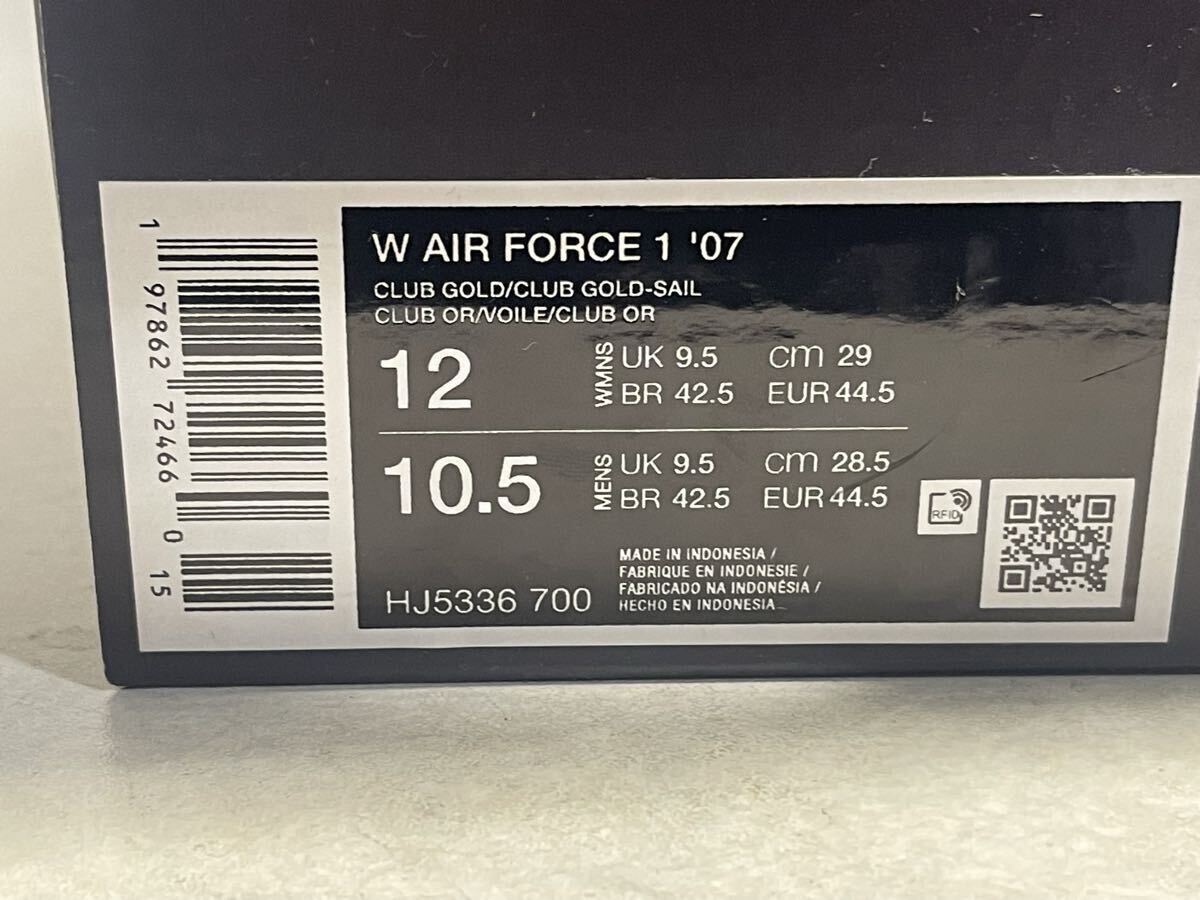 W AIR FORCE 1 '07
CLUB GOLD/CLUB GOLD-SAIL
CLUB OR/VOILE/CLUB OR
12 WMNS UK 9.5 cm 29
BR 42.5 EUR 44.5
10.5 MENS UK 9.5 cm 28.5
BR 42.5 EUR 44.5
RFID
MADE IN INDONESIA /
FABRIQUE EN INDONESIE /
FABRICADO NA INDONÉSIA /
HECHO EN INDONESIA
HJ5336 700
1 97862 72466 0 15